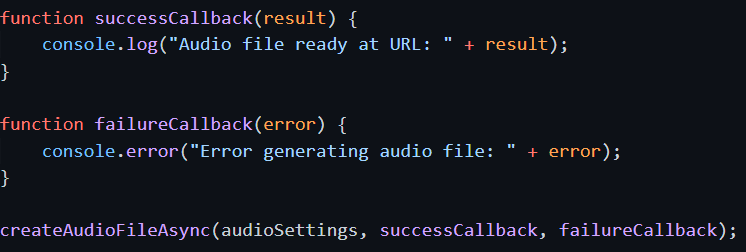 function successCallback(result) {
    console.log("Audio file ready at URL: " + result);
}

function failureCallback(error) {
    console.error("Error generating audio file: " + error);
}

createAudioFileAsync(audioSettings, successCallback, failureCallback);